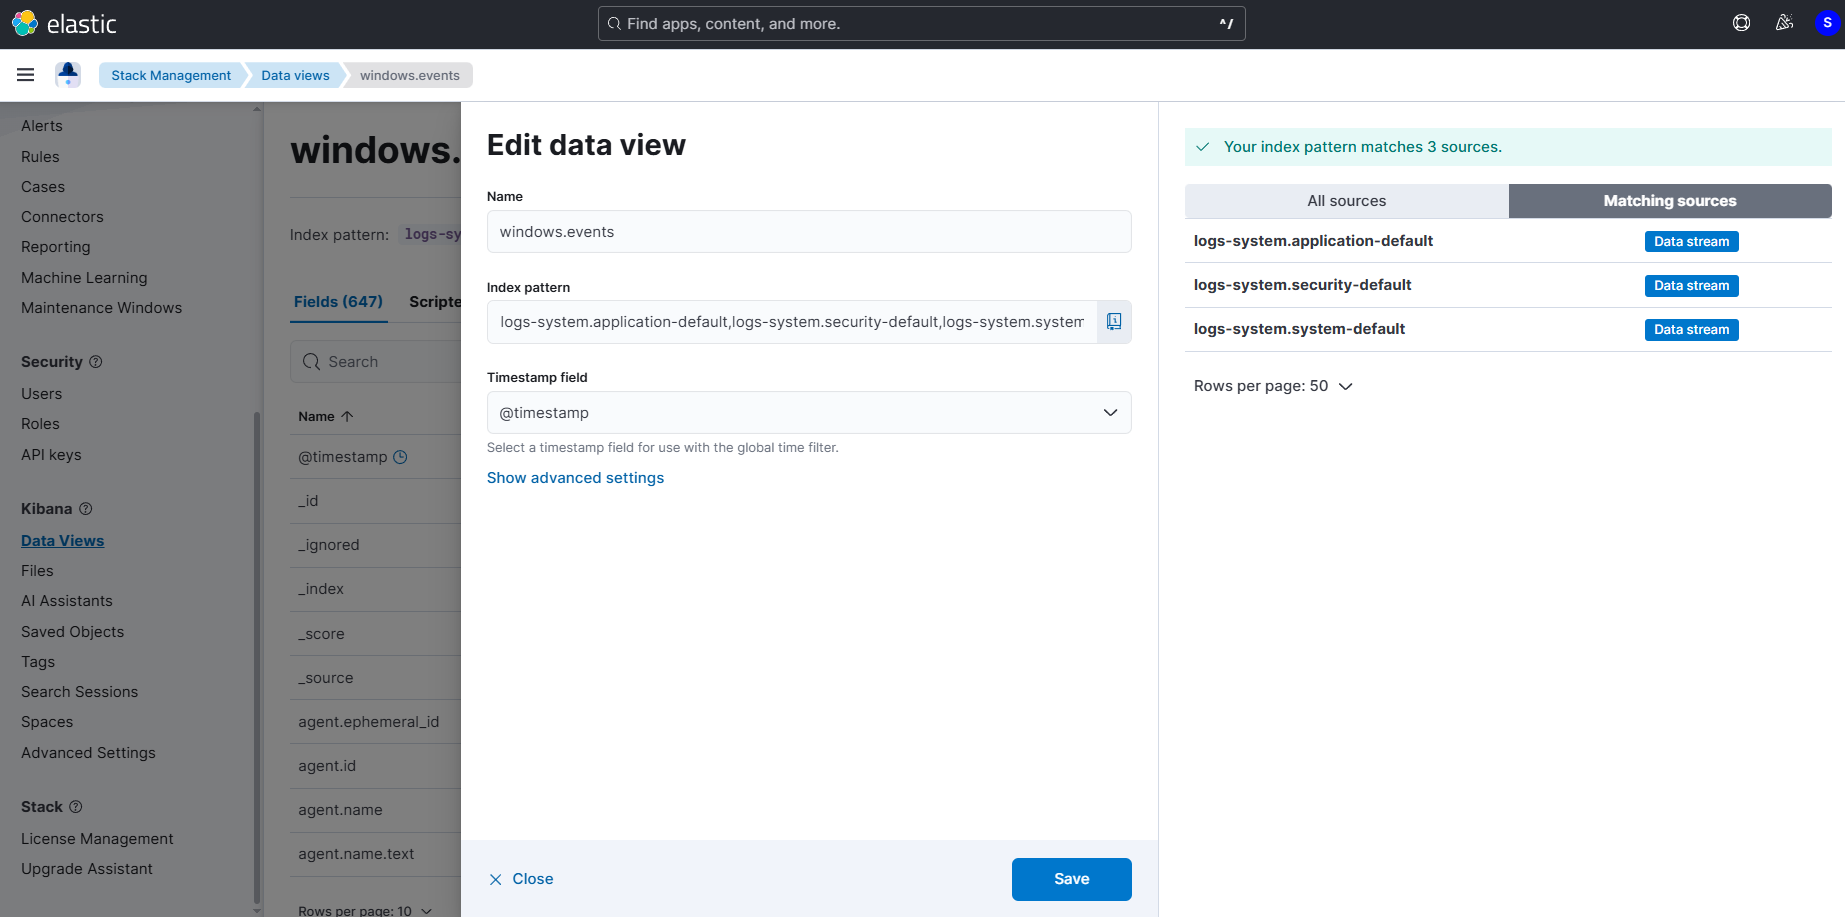 elastic
Find apps, content, and more.
^/
S
Stack Management
Data views
windows.events
Alerts
Rules
Cases
Connectors
Reporting
Machine Learning
Maintenance Windows
Security
Users
Roles
API keys
Kibana
Data Views
Files
AI Assistants
Saved Objects
Tags
Search Sessions
Spaces
Advanced Settings
Stack
License Management
Upgrade Assistant
windows.
Index pattern: logs-sy
Fields (647)
Scripte
Search
Name
@timestamp
_id
_ignored
_index
_score
_source
agent.ephemeral_id
agent.id
agent.name
agent.name.text
Rows per page: 10
Edit data view
Name
windows.events
Index pattern
logs-system.application-default,logs-system.security-default,logs-system.system
Timestamp field
@timestamp
Select a timestamp field for use with the global time filter.
Show advanced settings
Close
Save
Your index pattern matches 3 sources.
All sources
Matching sources
logs-system.application-default Data stream
logs-system.security-default Data stream
logs-system.system-default Data stream
Rows per page: 50